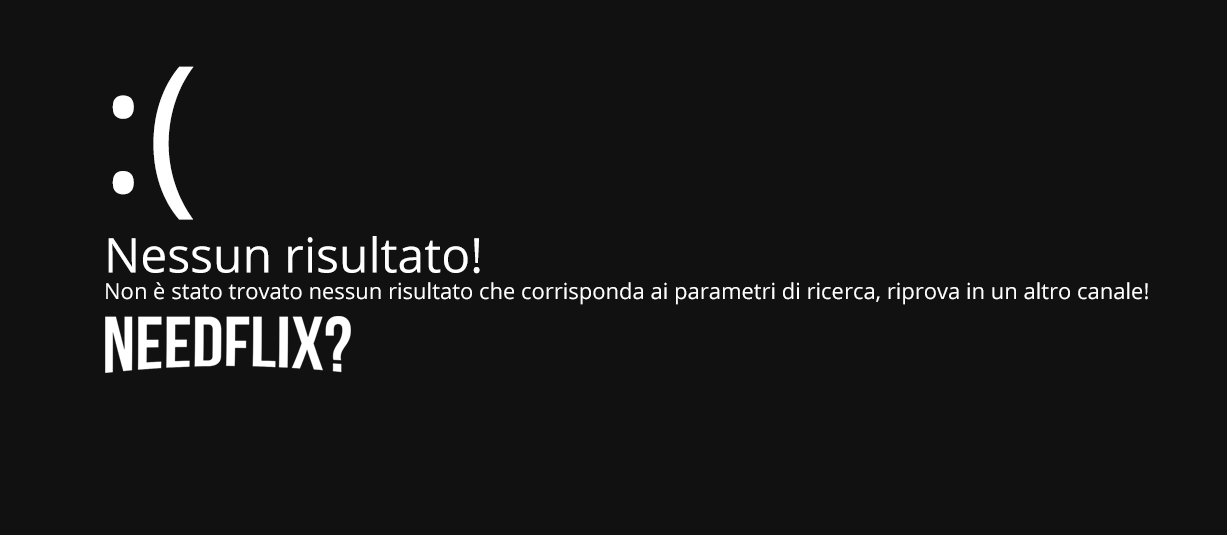 :(
Nessun risultato!
Non è stato trovato nessun risultato che corrisponda ai parametri di ricerca, riprova in un altro canale!
NEEDFLIX?